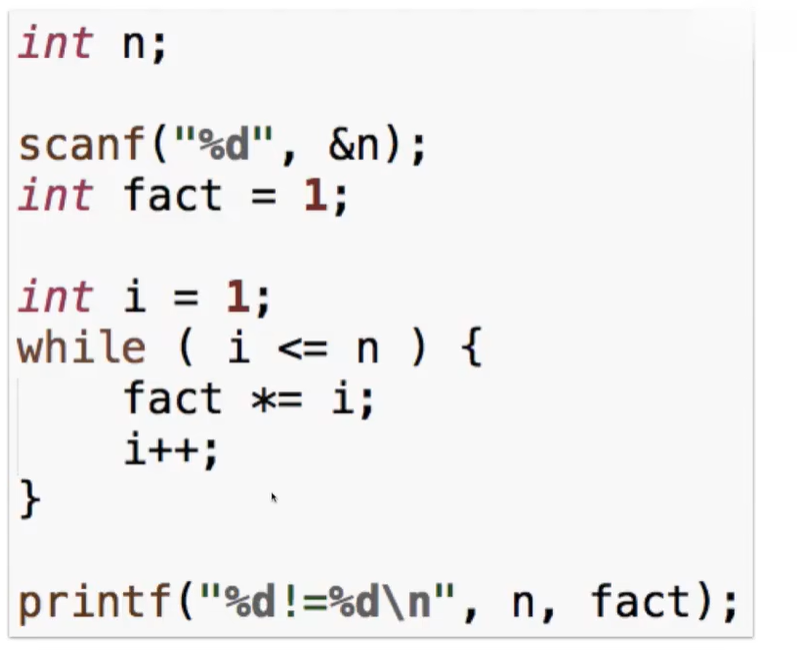 int n;
scanf("%d", &n);
int fact = 1;
int i = 1;
while ( i <= n ) {
fact *= i;
i++;
}
printf("%d!=%d\n", n, fact);